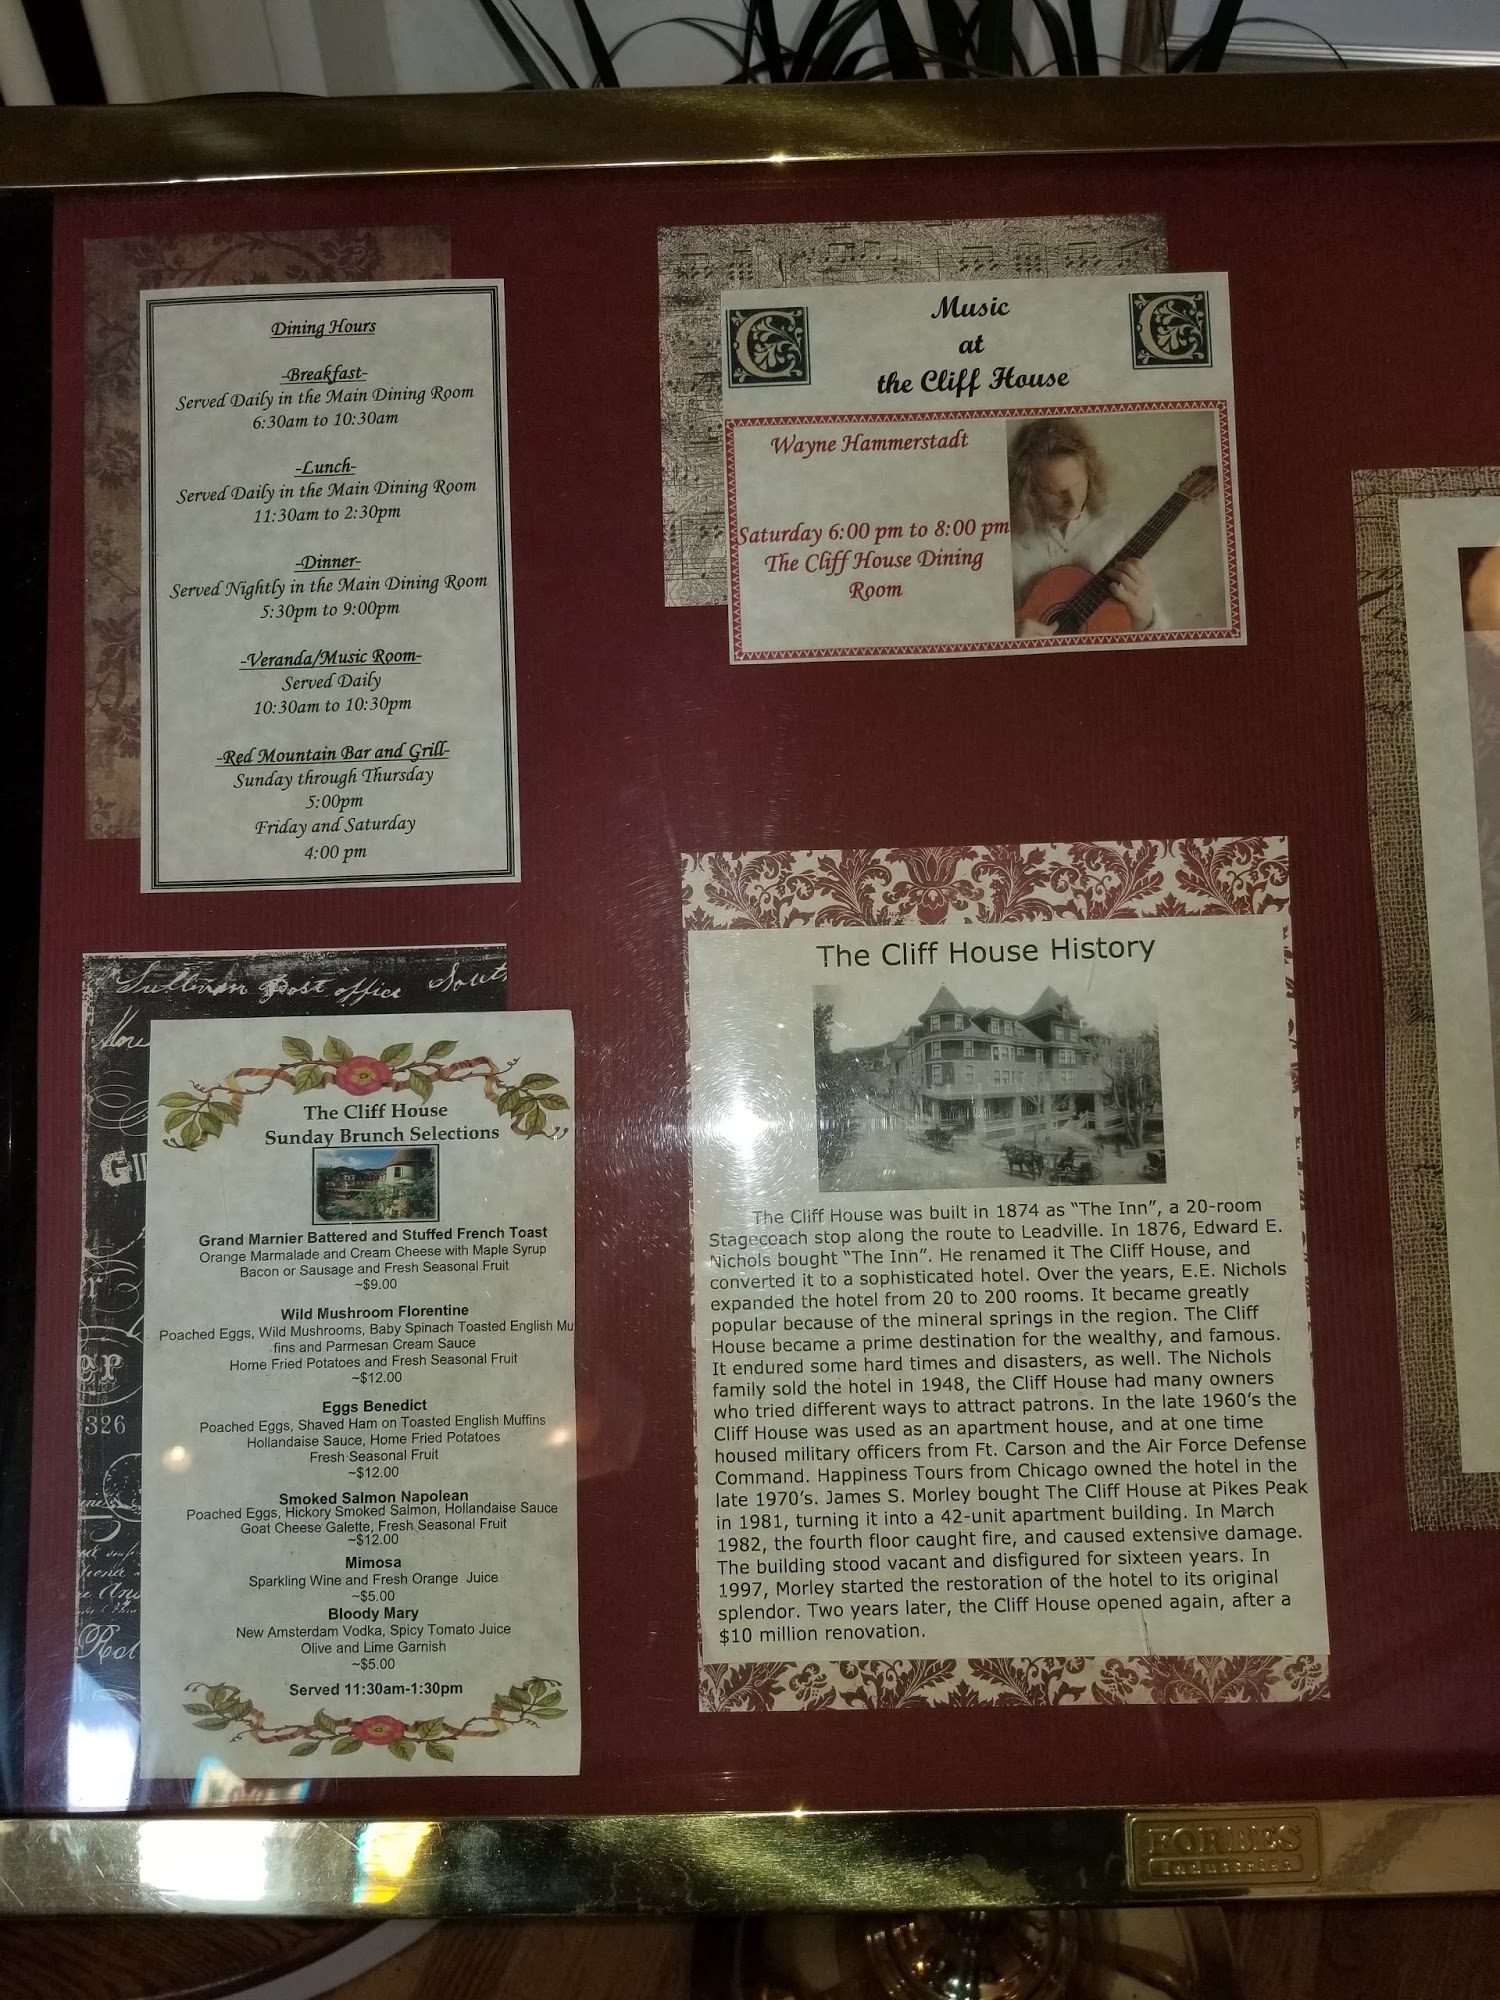 Dining Hours
-Breakfast-
Served Daily in the Main Dining Room
6:30am to 10:30am
-Lunch-
Served Daily in the Main Dining Room
11:30am to 2:30pm
-Dinner-
Served Nightly in the Main Dining Room
5:30pm to 9:00pm
-Veranda/Music Room-
Served Daily
10:30am to 10:30pm
-Red Mountain Bar and Grill-
Sunday through Thursday
5:00pm
Friday and Saturday
4:00 pm
C
C
Music
at
the Cliff House
Wayne Hammerstadt
Saturday 6:00 pm to 8:00 pm
The Cliff House Dining
Room
Sullivan Post office
326
The Cliff House
Sunday Brunch Selections
Grand Marnier Battered and Stuffed French Toast
Orange Marmalade and Cream Cheese with Maple Syrup
Bacon or Sausage and Fresh Seasonal Fruit
~$9.00
Wild Mushroom Florentine
Poached Eggs, Wild Mushrooms, Baby Spinach Toasted English Mu
fins and Parmesan Cream Sauce
Home Fried Potatoes and Fresh Seasonal Fruit
~$12.00
Eggs Benedict
Poached Eggs, Shaved Ham on Toasted English Muffins
Hollandaise Sauce, Home Fried Potatoes
Fresh Seasonal Fruit
~$12.00
Smoked Salmon Napolean
Poached Eggs, Hickory Smoked Salmon, Hollandaise Sauce
Goat Cheese Galette, Fresh Seasonal Fruit
~$12.00
Mimosa
Sparkling Wine and Fresh Orange Juice
~$5.00
Bloody Mary
New Amsterdam Vodka, Spicy Tomato Juice
Olive and Lime Garnish
~$5.00
Served 11:30am-1:30pm
The Cliff House History
The Cliff House was built in 1874 as “The Inn”, a 20-room
Stagecoach stop along the route to Leadville. In 1876, Edward E.
Nichols bought “The Inn”. He renamed it The Cliff House, and
converted it to a sophisticated hotel. Over the years, E.E. Nichols
expanded the hotel from 20 to 200 rooms. It became greatly
popular because of the mineral springs in the region. The Cliff
House became a prime destination for the wealthy, and famous.
It endured some hard times and disasters, as well. The Nichols
family sold the hotel in 1948, the Cliff House had many owners
who tried different ways to attract patrons. In the late 1960’s the
Cliff House was used as an apartment house, and at one time
housed military officers from Ft. Carson and the Air Force Defense
Command. Happiness Tours from Chicago owned the hotel in the
late 1970’s. James S. Morley bought The Cliff House at Pikes Peak
in 1981, turning it into a 42-unit apartment building. In March
1982, the fourth floor caught fire, and caused extensive damage.
The building stood vacant and disfigured for sixteen years. In
1997, Morley started the restoration of the hotel to its original
splendor. Two years later, the Cliff House opened again, after a
$10 million renovation.
FORBES
Industries